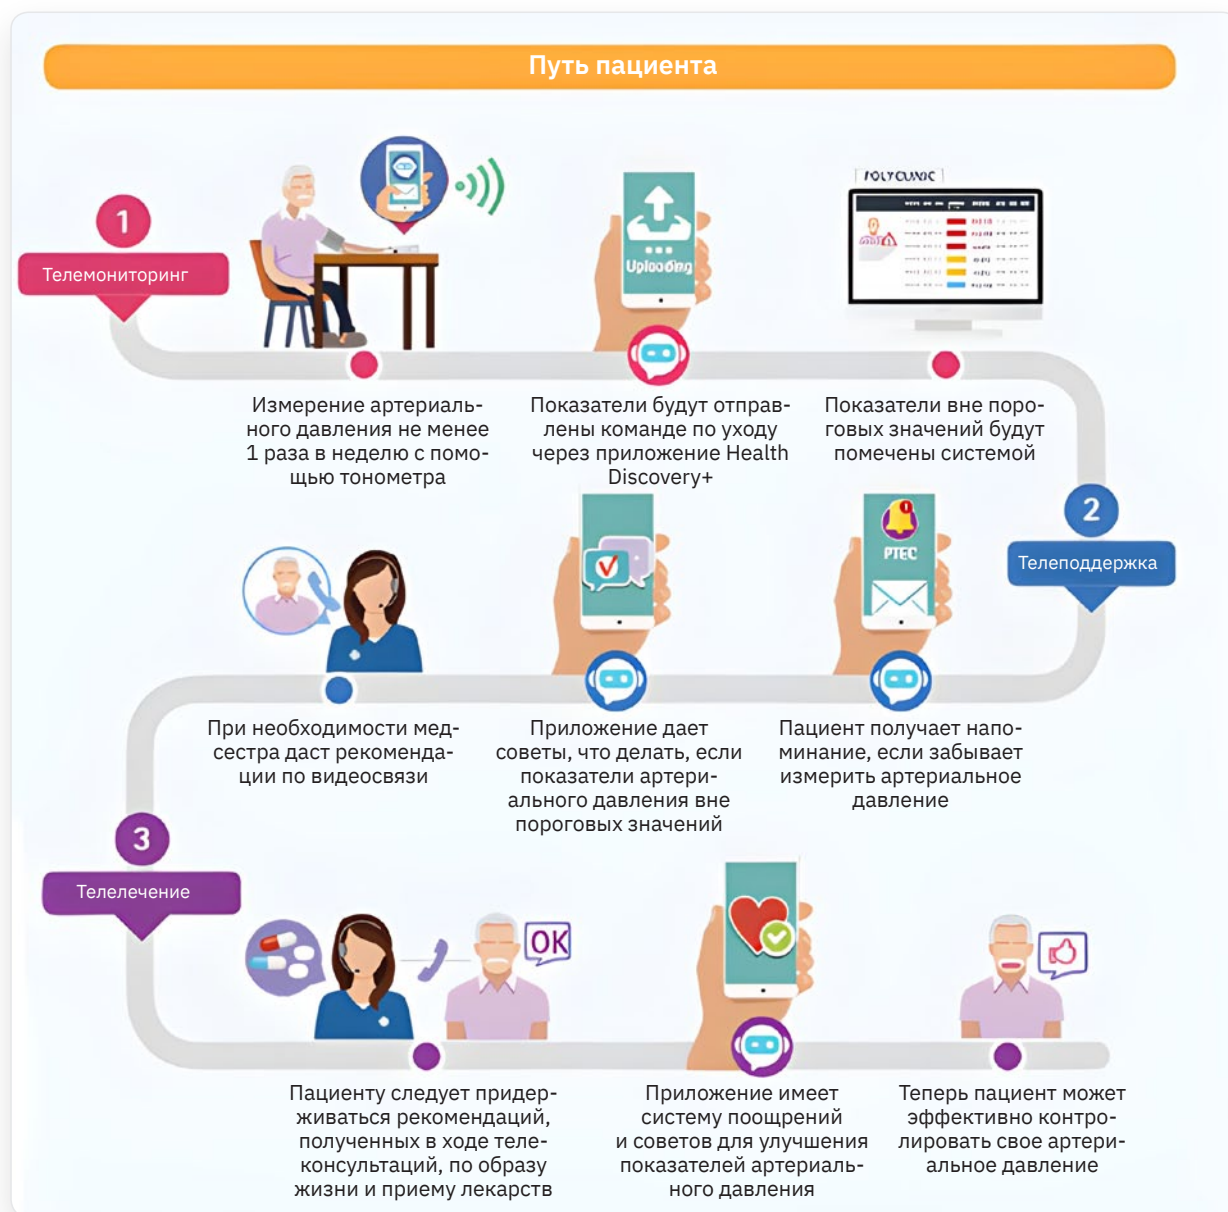 Путь пациента
1
Телемониторинг
Uploading
POLYCLINIC
Измерение артериаль-
ного давления не менее
1 раза в неделю с помо-
щью тонометра
Показатели будут отправ-
лены команде по уходу
через приложение Health
Discovery+
Показатели вне поро-
говых значений будут
помечены системой
2
Телеподдержка
PTEC
Пациент получает напо-
минание, если забывает
измерить артериальное
давление
Приложение дает
советы, что делать, если
показатели артери-
ального давления вне
пороговых значений
При необходимости мед-
сестра даст рекоменда-
ции по видеосвязи
3
Телелечение
OK
Пациенту следует придер-
живаться рекомендаций,
полученных в ходе теле-
консультаций, по образу
жизни и приему лекарств
Приложение имеет
систему поощрений
и советов для улучшения
показателей артериаль-
ного давления
Теперь пациент может
эффективно контро-
лировать свое артери-
альное давление